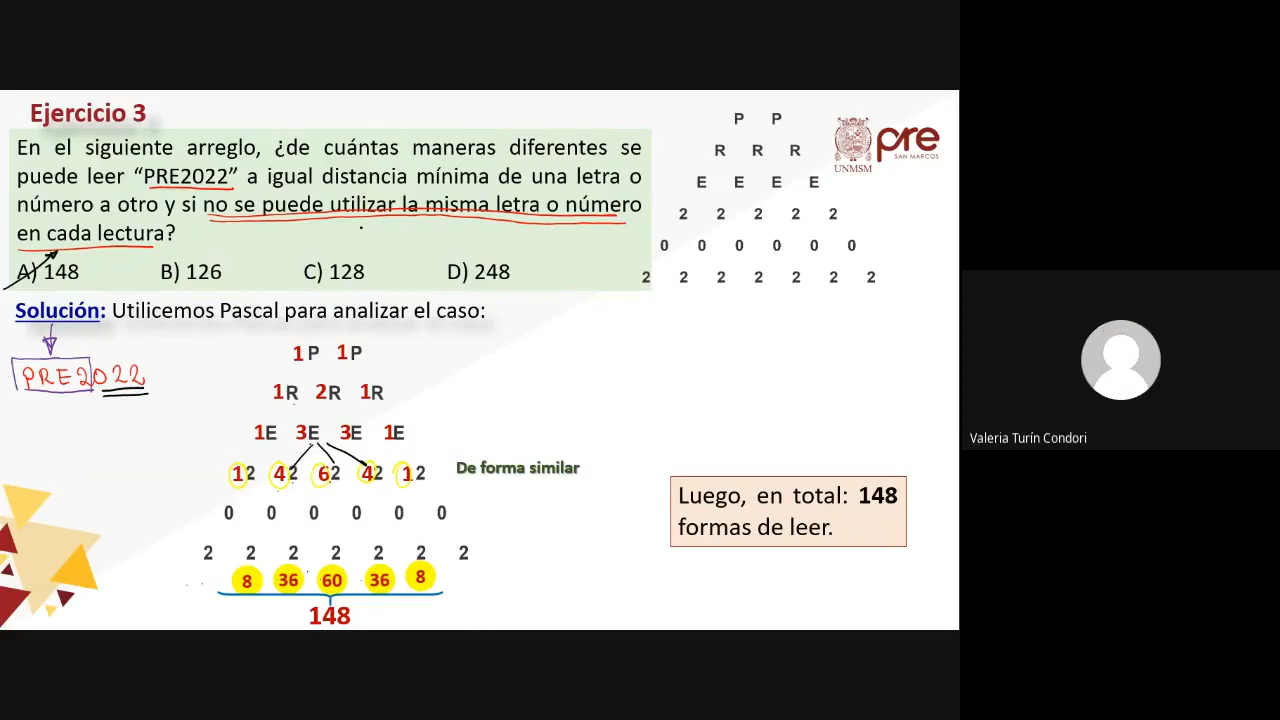 Ejercicio 3
En el siguiente arreglo, ¿de cuántas maneras diferentes se
puede leer “PRE2022” a igual distancia mínima de una letra o
número a otro y si no se puede utilizar la misma letra o número
en cada lectura?
A) 148 B) 126 C) 128 D) 248
P P
R R R
E E E E
2 2 2 2 2
0 0 0 0 0 0
2 2 2 2 2 2 2
UNMSM
pre
SAN MARCOS
Solución: Utilicemos Pascal para analizar el caso:
PRE2022
1P 1P
1R 2R 1R
1E 3E 3E 1E
12 42 62 42 12
De forma similar
0 0 0 0 0 0
2 2 2 2 2 2 2
8 36 60 36 8
148
Luego, en total: 148
formas de leer.
Valeria Turín Condori